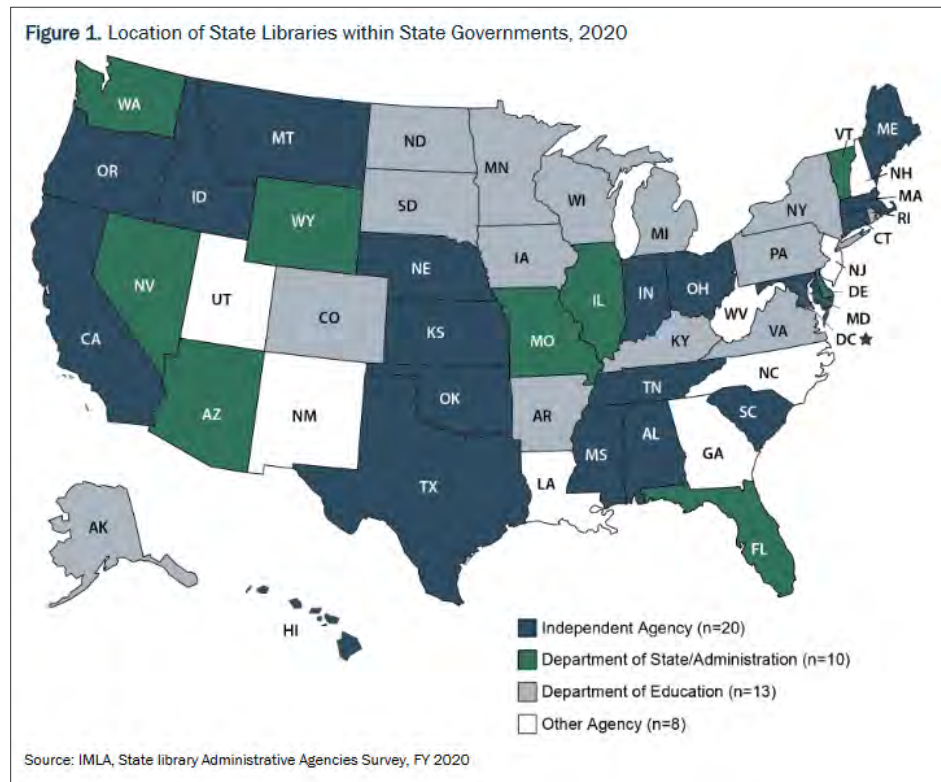 Figure 1. Location of State Libraries within State Governments, 2020
WA
MT
ND
MN
VT
ME
OR
ID
SD
WI
NH
WY
MI
NY
MA
RI
CT
IA
PA
NE
NV
UT
IL
IN
OH
NJ
DE
CO
WV
MD
CA
KS
MO
KY
VA
DC★
NC
TN
AZ
NM
OK
AR
SC
MS
AL
GA
TX
LA
AK
FL
HI
Independent Agency (n=20)
Department of State/Administration (n=10)
Department of Education (n=13)
Other Agency (n=8)
Source: IMLA, State library Administrative Agencies Survey, FY 2020